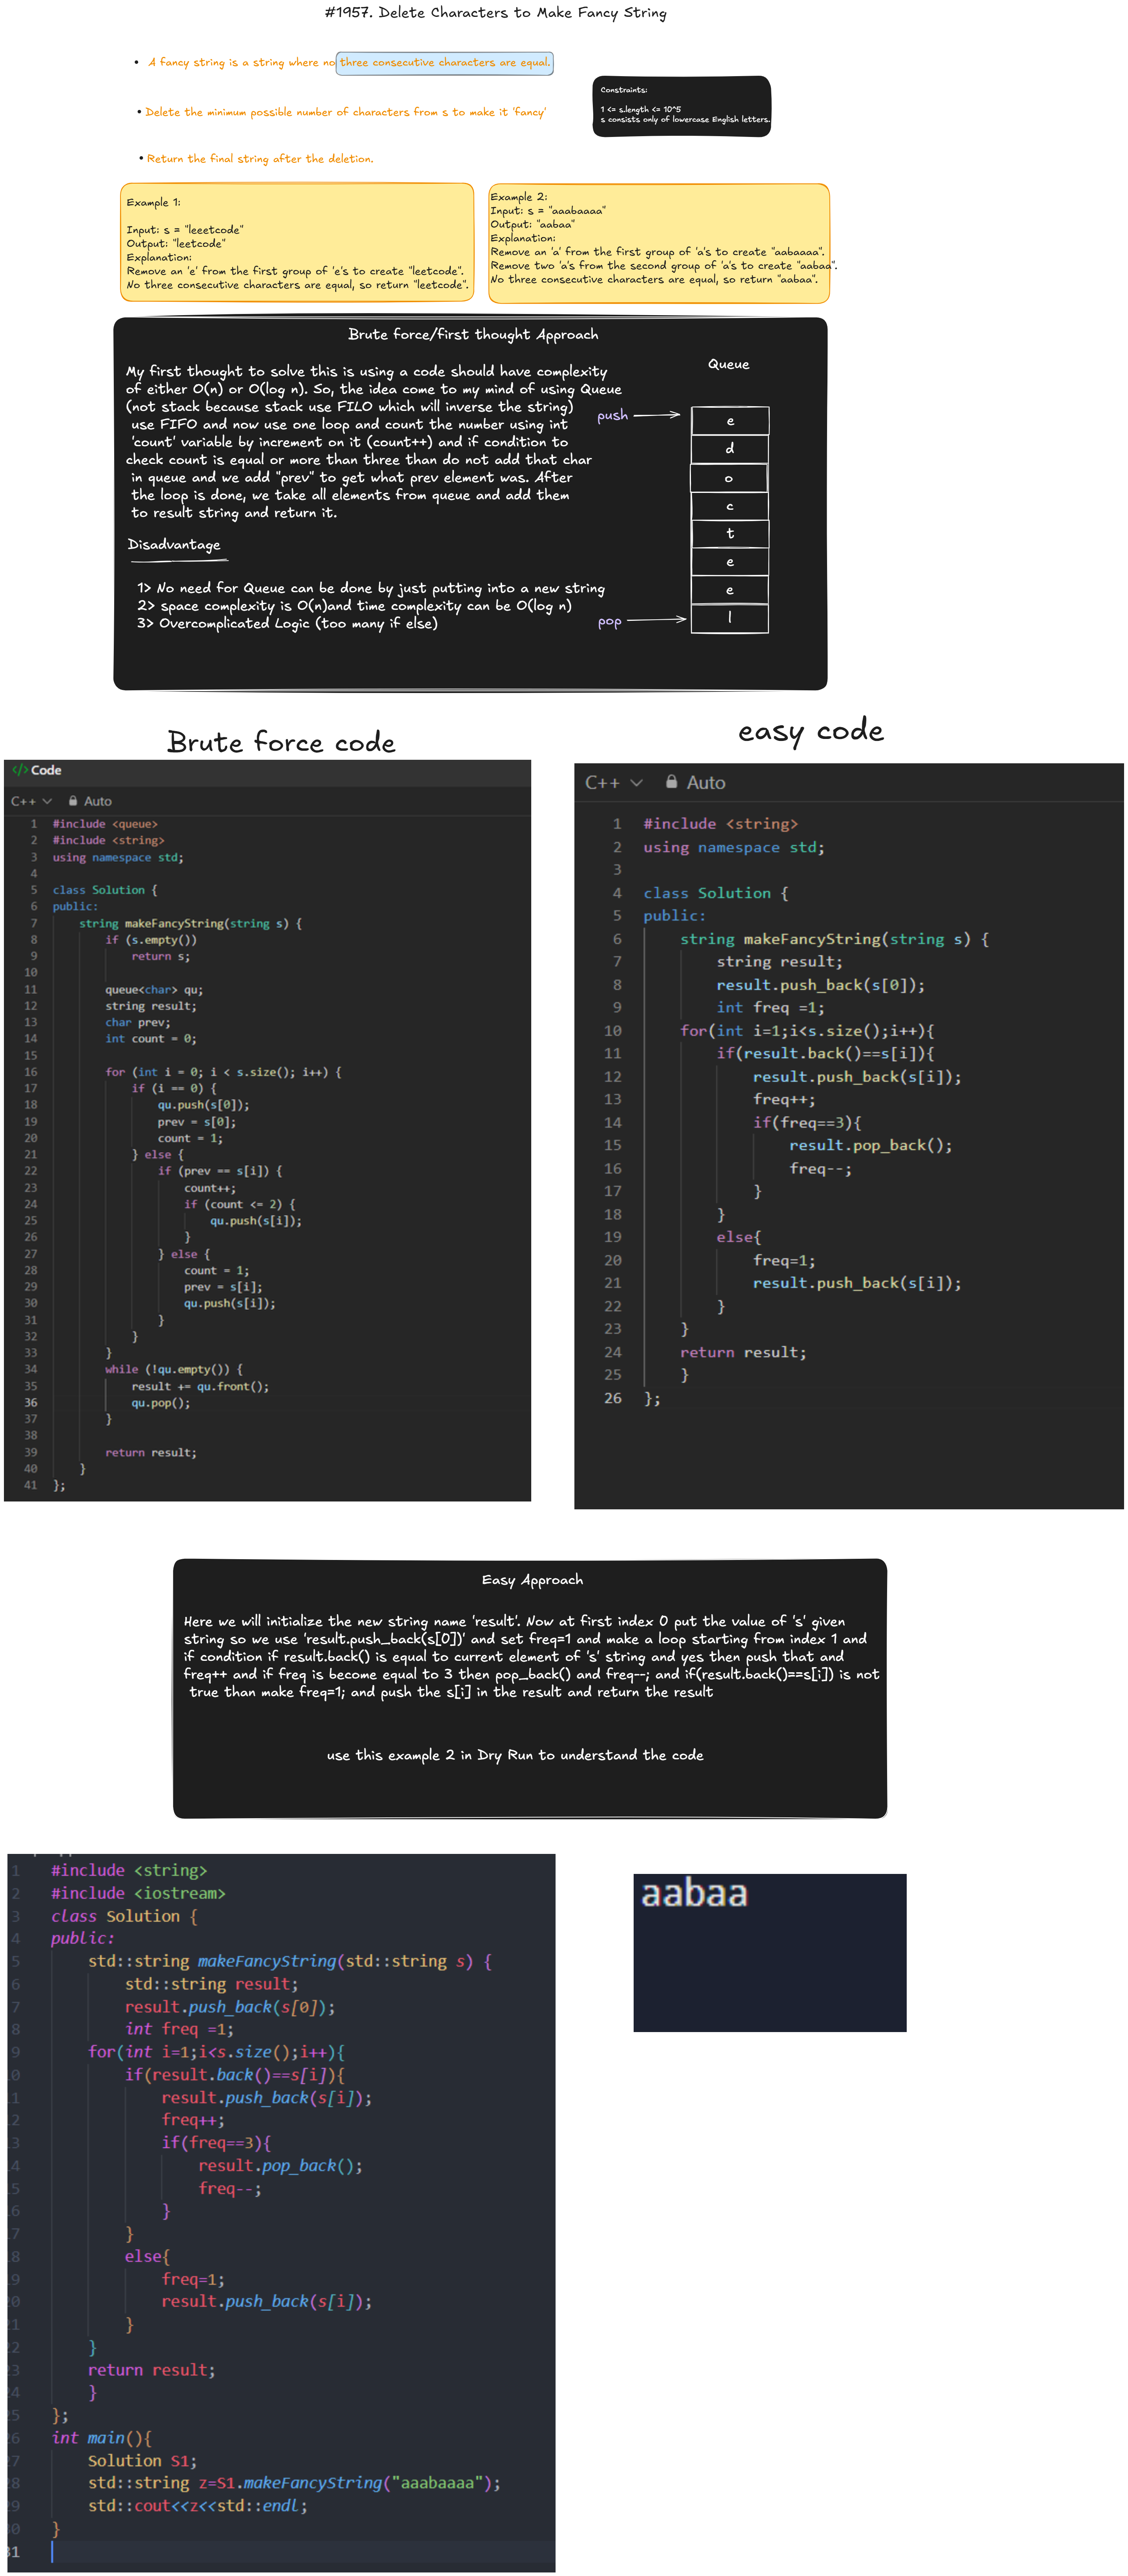 #1957. Delete Characters to Make Fancy String
• A fancy string is a string where no three consecutive characters are equal.
• Delete the minimum possible number of characters from s to make it 'fancy'
• Return the final string after the deletion.
Constraints:
1 <= s.length <= 10^5
s consists only of lowercase English letters.
Example 1:
Input: s = "leeetcode"
Output: "leetcode"
Explanation:
Remove an 'e' from the first group of 'e's to create "leetcode".
No three consecutive characters are equal, so return "leetcode".
Example 2:
Input: s = "aaabaaaa"
Output: "aabaa"
Explanation:
Remove an 'a' from the first group of 'a's to create "aabaaaa".
Remove two 'a's from the second group of 'a's to create "aabaa".
No three consecutive characters are equal, so return "aabaa".
Brute force/first thought Approach
My first thought to solve this is using a code should have complexity
of either O(n) or O(log n). So, the idea come to my mind of using Queue
(not stack because stack use FILO which will inverse the string)
use FIFO and now use one loop and count the number using int
'count' variable by increment on it (count++) and if condition to
check count is equal or more than three than do not add that char
in queue and we add "prev" to get what prev element was. After
the loop is done, we take all elements from queue and add them
to result string and return it.
Disadvantage
1> No need for Queue can be done by just putting into a new string
2> space complexity is O(n)and time complexity can be O(log n)
3> Overcomplicated Logic (too many if else)
Queue
push
e
d
o
c
t
e
e
l
pop
Brute force code
</> Code
C++ Auto
1 #include <queue>
2 #include <string>
3 using namespace std;
4
5 class Solution {
6 public:
7 string makeFancyString(string s) {
8 if (s.empty())
9 return s;
10
11 queue<char> qu;
12 string result;
13 char prev;
14 int count = 0;
15
16 for (int i = 0; i < s.size(); i++) {
17 if (i == 0) {
18 qu.push(s[0]);
19 prev = s[0];
20 count = 1;
21 } else {
22 if (prev == s[i]) {
23 count++;
24 if (count <= 2) {
25 qu.push(s[i]);
26 }
27 } else {
28 count = 1;
29 prev = s[i];
30 qu.push(s[i]);
31 }
32 }
33 }
34 while (!qu.empty()) {
35 result += qu.front();
36 qu.pop();
37 }
38
39 return result;
40 }
41 };
easy code
C++ Auto
1 #include <string>
2 using namespace std;
3
4 class Solution {
5 public:
6 string makeFancyString(string s) {
7 string result;
8 result.push_back(s[0]);
9 int freq =1;
10 for(int i=1;i<s.size();i++){
11 if(result.back()==s[i]){
12 result.push_back(s[i]);
13 freq++;
14 if(freq==3){
15 result.pop_back();
16 freq--;
17 }
18 }
19 else{
20 freq=1;
21 result.push_back(s[i]);
22 }
23 }
24 return result;
25 }
26 };
Easy Approach
Here we will initialize the new string name 'result'. Now at first index 0 put the value of 's' given
string so we use 'result.push_back(s[0])' and set freq=1 and make a loop starting from index 1 and
if condition if result.back() is equal to current element of 's' string and yes then push that and
freq++ and if freq is become equal to 3 then pop_back() and freq--; and if(result.back()==s[i]) is not
true than make freq=1; and push the s[i] in the result and return the result
use this example 2 in Dry Run to understand the code
1 #include <string>
2 #include <iostream>
3 class Solution {
4 public:
5 std::string makeFancyString(std::string s) {
6 std::string result;
7 result.push_back(s[0]);
8 int freq =1;
9 for(int i=1;i<s.size();i++){
0 if(result.back()==s[i]){
1 result.push_back(s[i]);
2 freq++;
3 if(freq==3){
4 result.pop_back();
5 freq--;
6 }
7 }
8 else{
9 freq=1;
0 result.push_back(s[i]);
21 }
22 }
23 return result;
24 }
25 };
26 int main(){
27 Solution S1;
28 std::string z=S1.makeFancyString("aaabaaaa");
29 std::cout<<z<<std::endl;
30 }
31
aabaa